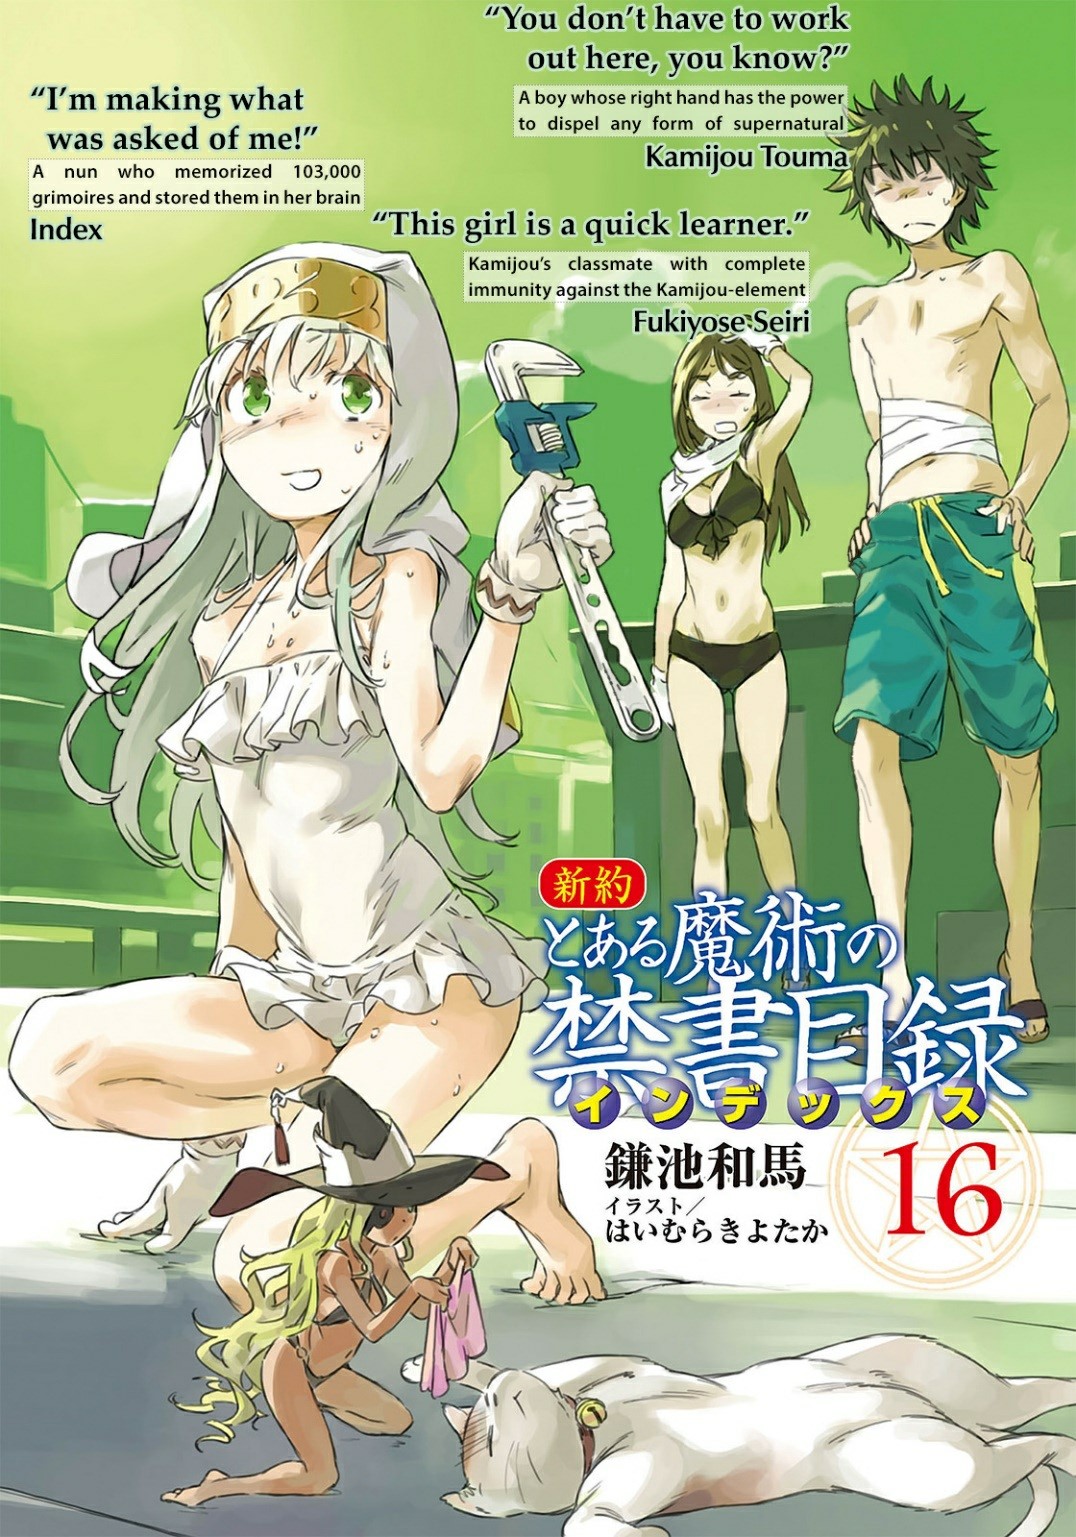 “You don’t have to work
out here, you know?”
A boy whose right hand has the power
to dispel any form of supernatural
Kamijou Touma
“I’m making what
was asked of me!”
A nun who memorized 103,000
grimoires and stored them in her brain
Index
“This girl is a quick learner.”
Kamijou’s classmate with complete
immunity against the Kamijou-element
Fukiyose Seiri
新約
とある魔術の
禁書目録
インデックス
鎌池和馬
16
イラスト／
はいむらきよたか